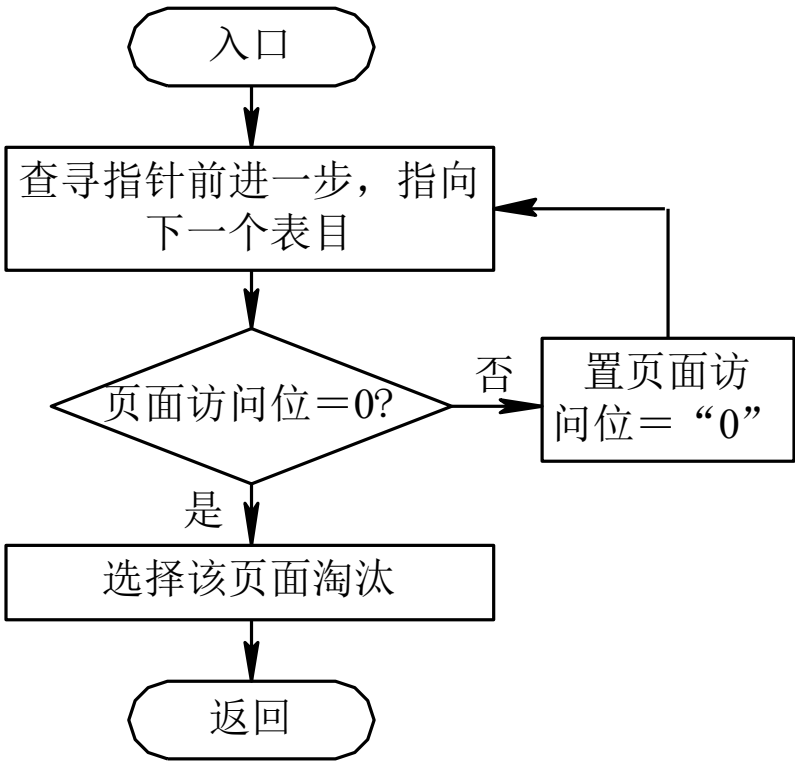 入口
查寻指针前进一步，指向
下一个表目
页面访问位＝0?
否
置页面访
问位＝“0”
是
选择该页面淘汰
返回